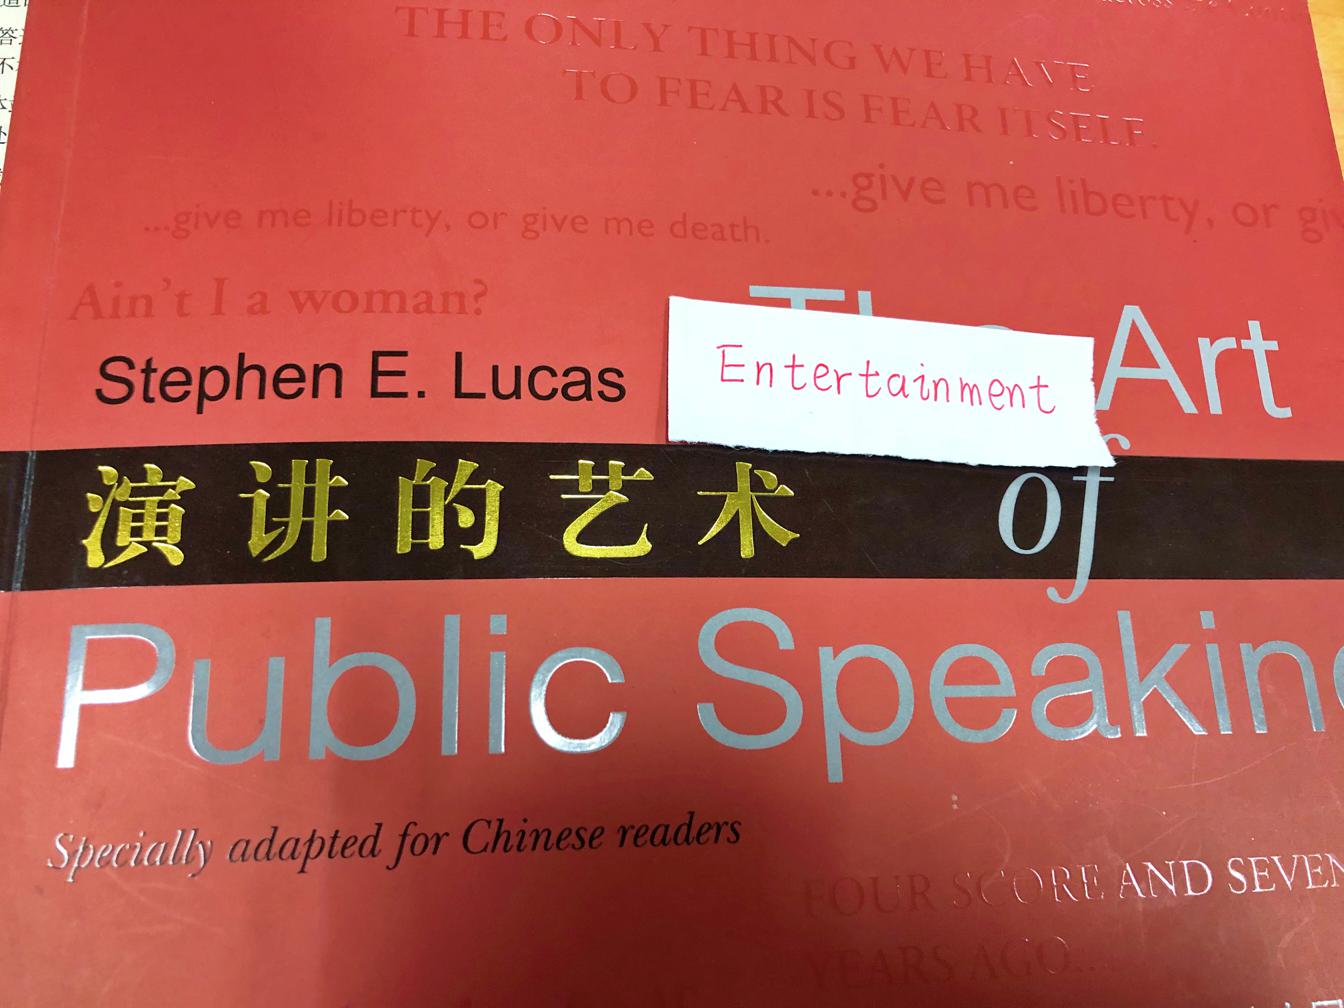 THE ONLY THING WE HAVE
TO FEAR IS FEAR ITSELF.
...give me liberty, or
...give me liberty, or give me death.
Ain't I a woman?
The Art
Stephen E. Lucas
Entertainment
演讲的艺术
of
Public Speaking
Specially adapted for Chinese readers
FOUR SCORE AND SEVEN
YEARS AGO...